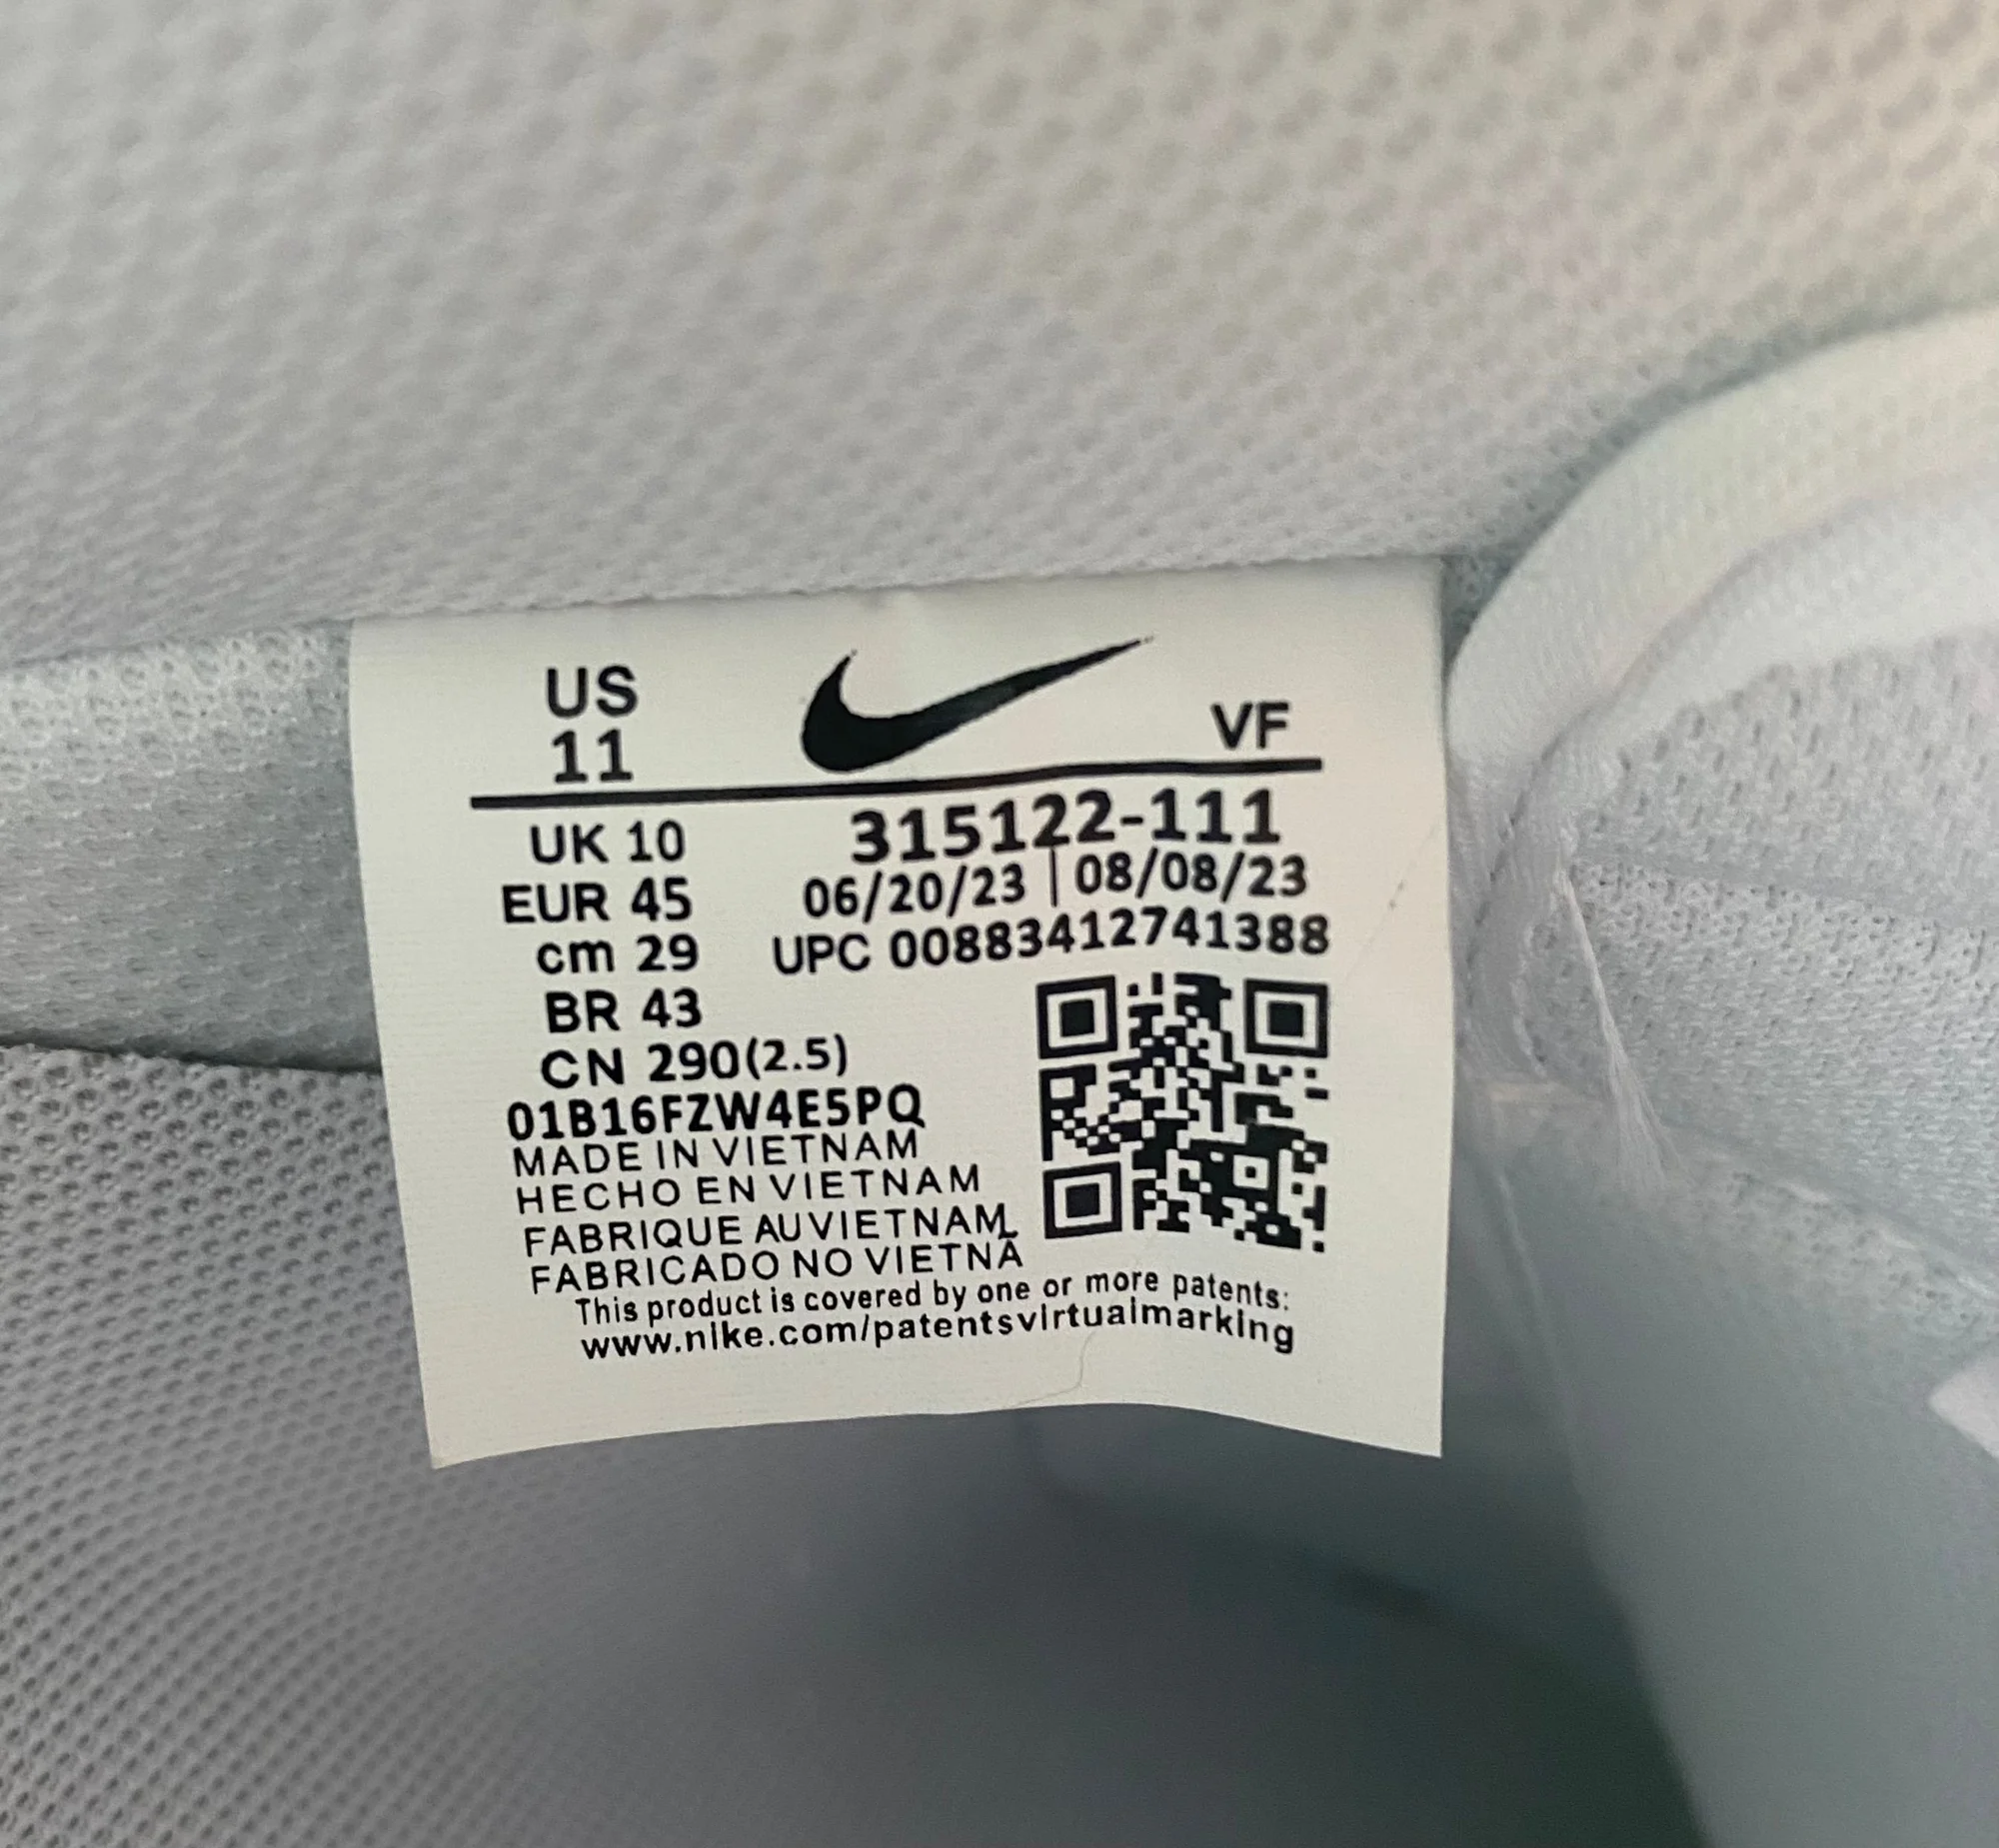 US
11
VF
UK 10
EUR 45
cm 29
BR 43
CN 290(2.5)
315122-111
06/20/23 | 08/08/23
UPC 00883412741388
01B16FZW4E5PQ
MADE IN VIETNAM
HECHO EN VIETNAM
FABRIQUE AU VIETNAM
FABRICADO NO VIETNÃ
This product is covered by one or more patents:
www.nike.com/patentsvirtualmarking